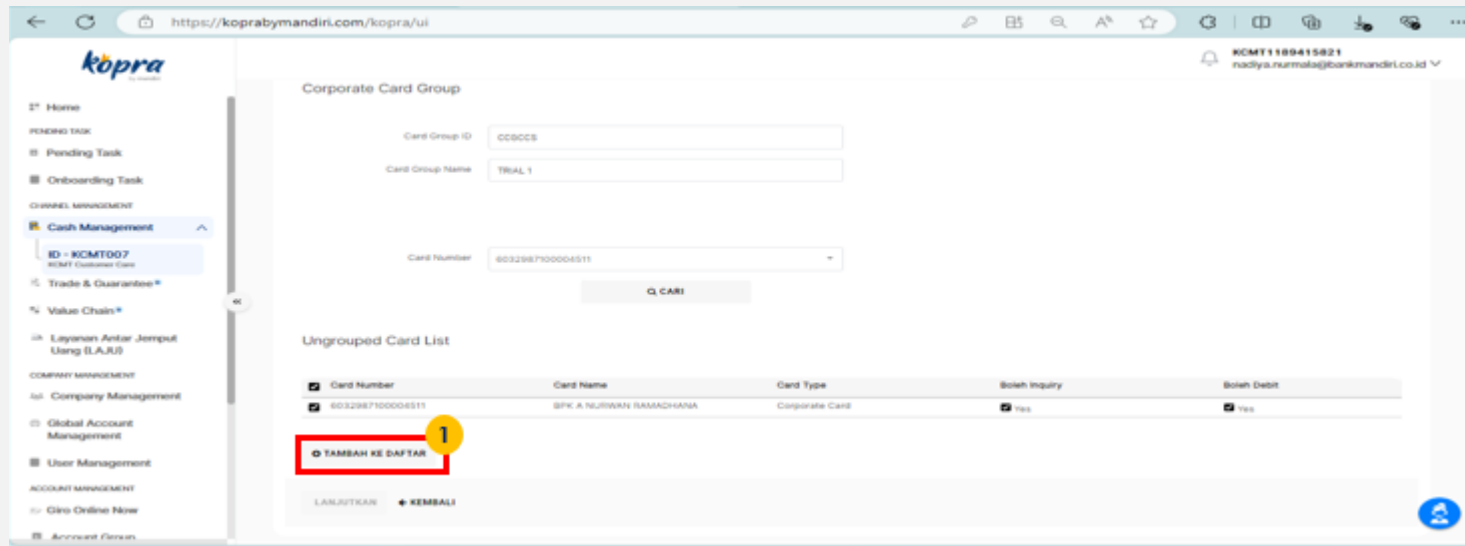 https://koprabymandiri.com/kopra/ui
kopra
by mandiri
KCMT1189415821
nadiya.nurmala@bankmandiri.co.id
Home
PENDING TASK
Pending Task
Onboarding Task
CHANNEL MANAGEMENT
Cash Management
ID - KCMT007
KCMT Customer Care
Trade & Guarantee
Value Chain
Layanan Antar Jemput
Uang (LAJU)
COMPANY MANAGEMENT
Company Management
Global Account
Management
User Management
ACCOUNT MANAGEMENT
Giro Online Now
Account Group
Corporate Card Group
Card Group ID
Card Group Name TRIAL 1
Card Number 6032987100004511
CARI
Ungrouped Card List
Card Number Card Name Card Type Boleh Inquiry Boleh Debit
6032987100004511 BPK A NURWAN RAMADHANA Corporate Card Yes Yes
1
TAMBAH KE DAFTAR
LANJUTKAN KEMBALI